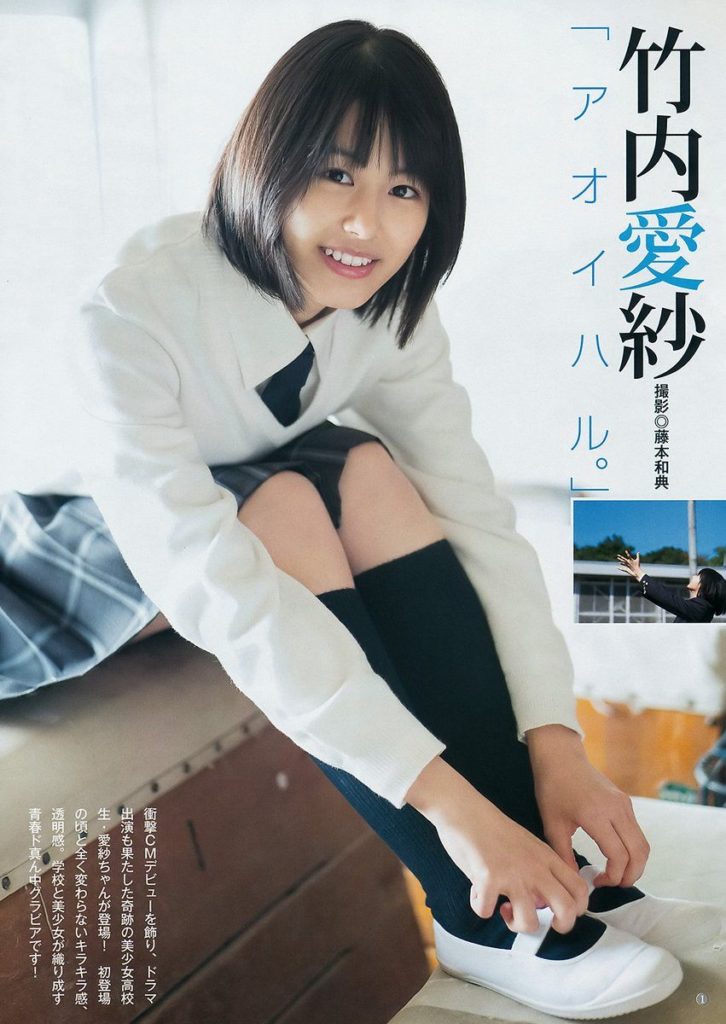 竹内愛紗
「アオイハル。」
撮影◎藤本和典
衝撃CMデビューを飾り、ドラマ
出演も果たした奇跡の美少女高校
生・愛紗ちゃんが登場! 初登場
の頃と全く変わらないキラキラ感、
透明感。学校と美少女が織り成す
青春ド真ん中グラビアです!
1